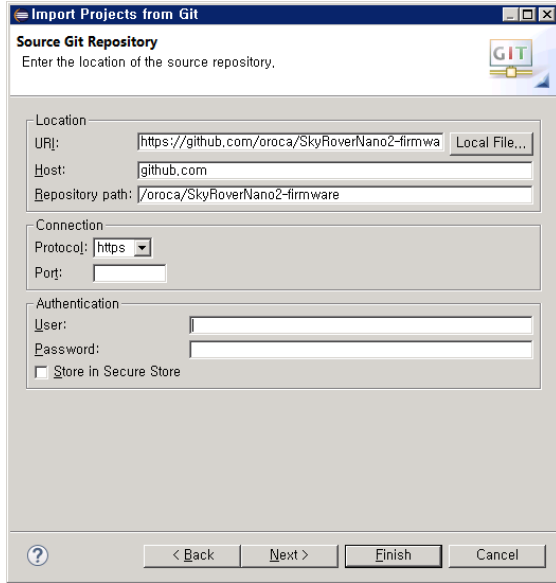 Import Projects from Git
Source Git Repository
Enter the location of the source repository.
GIT
Location
URI: https://github.com/oroca/SkyRoverNano2-firmwa Local File...
Host: github.com
Repository path: /oroca/SkyRoverNano2-firmware
Connection
Protocol: https
Port:
Authentication
User:
Password:
Store in Secure Store
? < Back Next > Finish Cancel